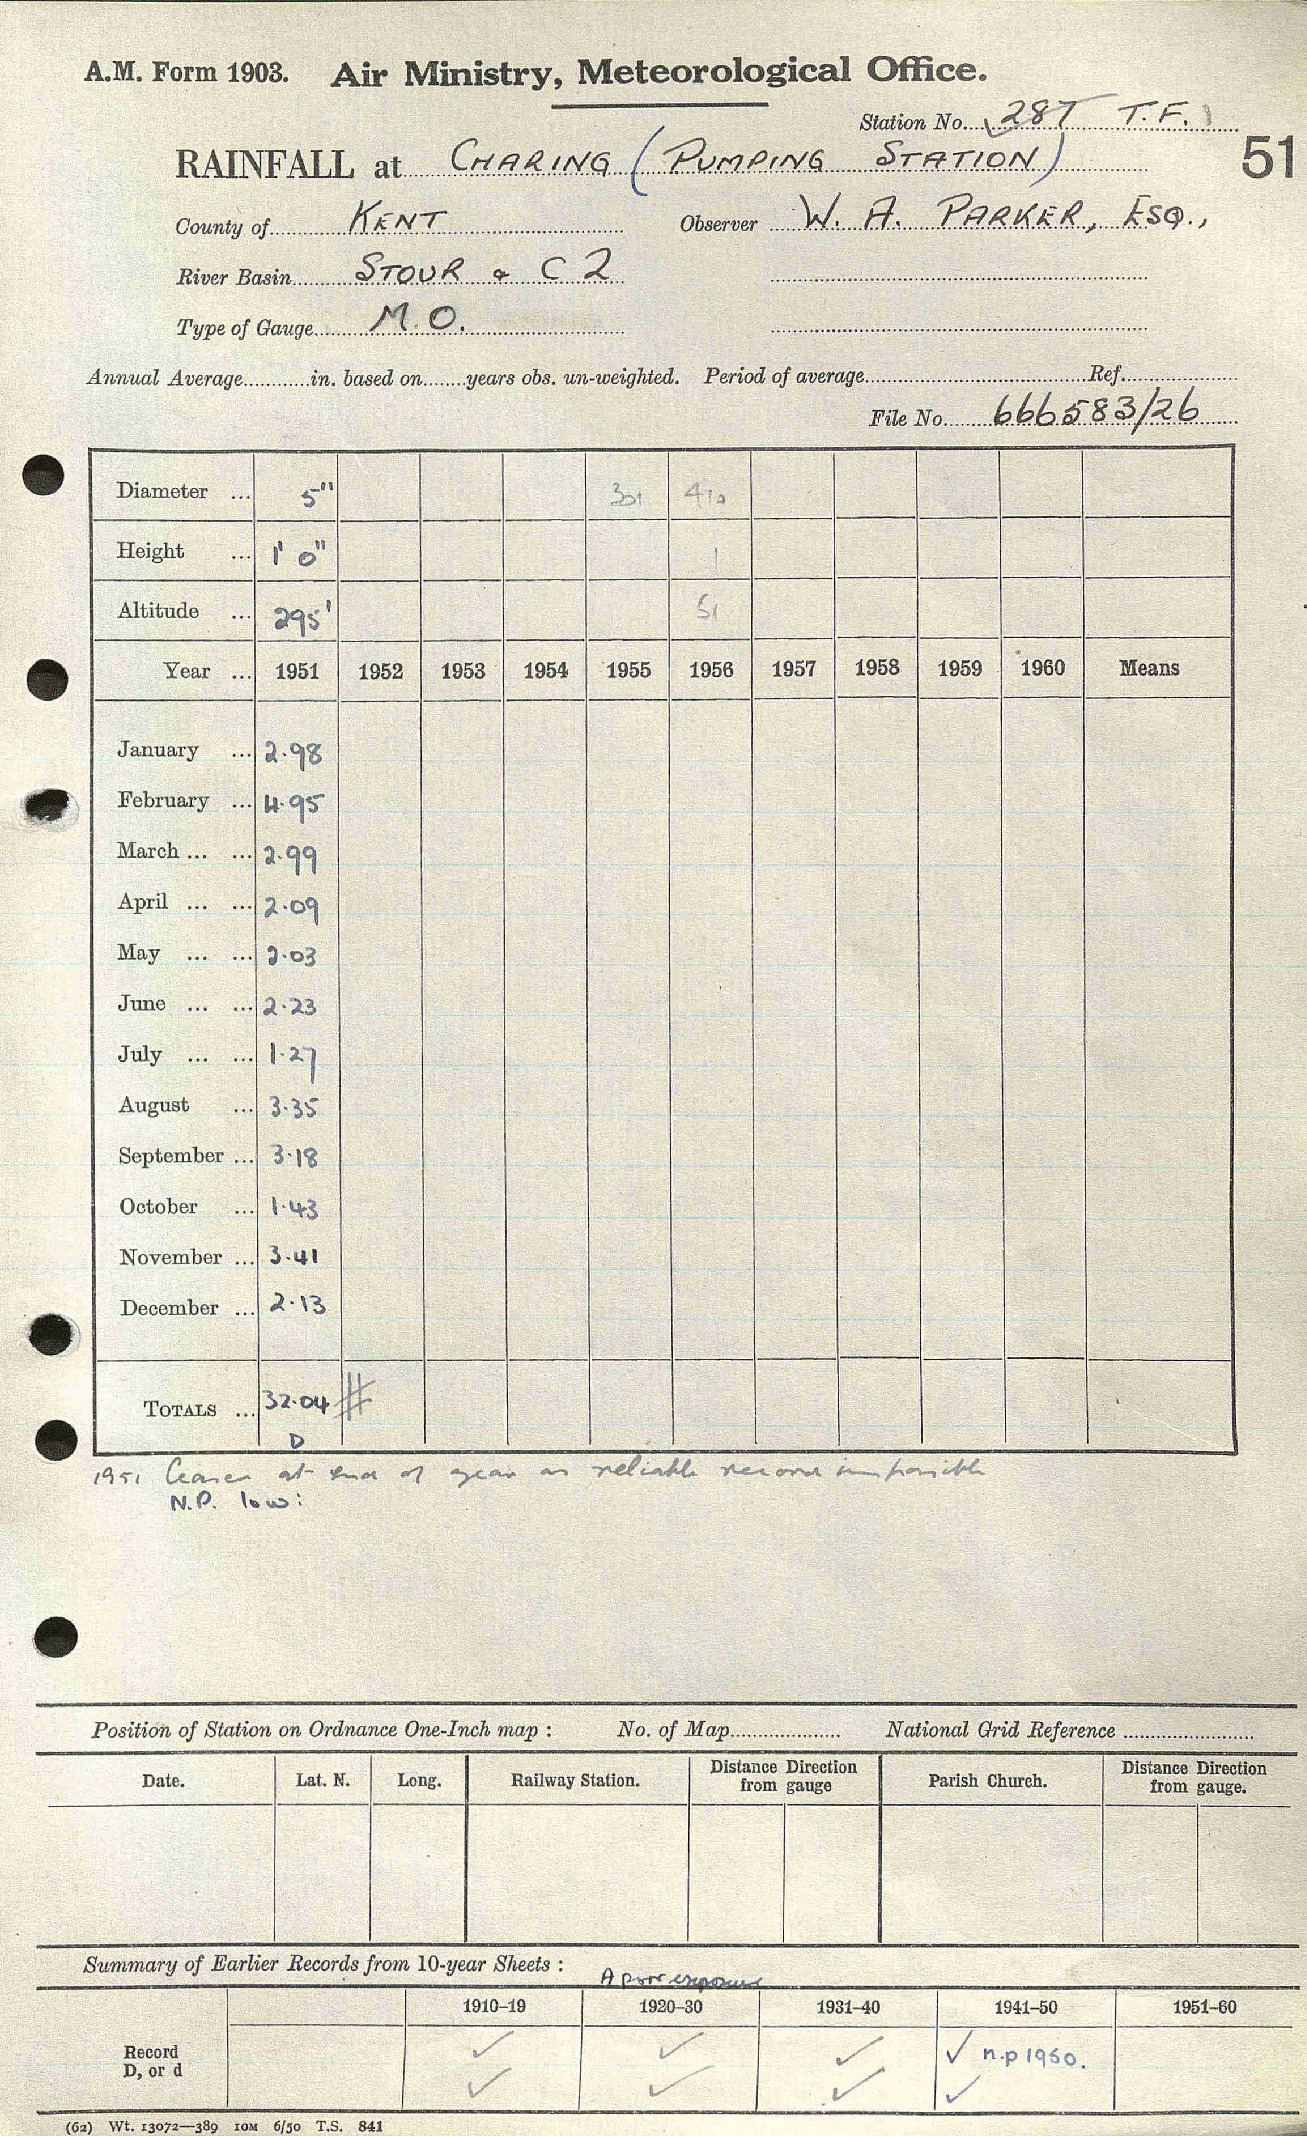 A.M. Form 1903. Air Ministry, Meteorological Office.
Station No. 287 T.F.
RAINFALL at CHARING (PUMPING STATION) 51
County of KENT Observer W. A. PARKER, ESQ.,
River Basin STOUR & C 2
Type of Gauge M.O.
Annual Average in. based on years obs. un-weighted. Period of average Ref.
File No. 666583/26
Diameter ... 5" 301 410
Height ... 1' 0" 1
Altitude ... 295' 51
Year ... 1951 1952 1953 1954 1955 1956 1957 1958 1959 1960 Means
January ... 2.98
February ... 4.95
March ... ... 2.99
April ... ... 2.09
May ... ... 2.03
June ... ... 2.23
July ... ... 1.27
August ... 3.35
September ... 3.18
October ... 1.43
November ... 3.41
December ... 2.13
TOTALS ... 32.04
D
1951 Ceases at end of year as reliable record impossible
N.P. low:
Position of Station on Ordnance One-Inch map : No. of Map National Grid Reference
Date. Lat. N. Long. Railway Station. Distance Direction from gauge Parish Church. Distance Direction from gauge.
Summary of Earlier Records from 10-year Sheets :
A poor exposure
1910–19 1920–30 1931–40 1941–50 1951–60
Record ✓ ✓ ✓ ✓ n.p 1950.
D, or d ✓ ✓ ✓ ✓
(62) Wt. 13072—389 10M 6/50 T.S. 841